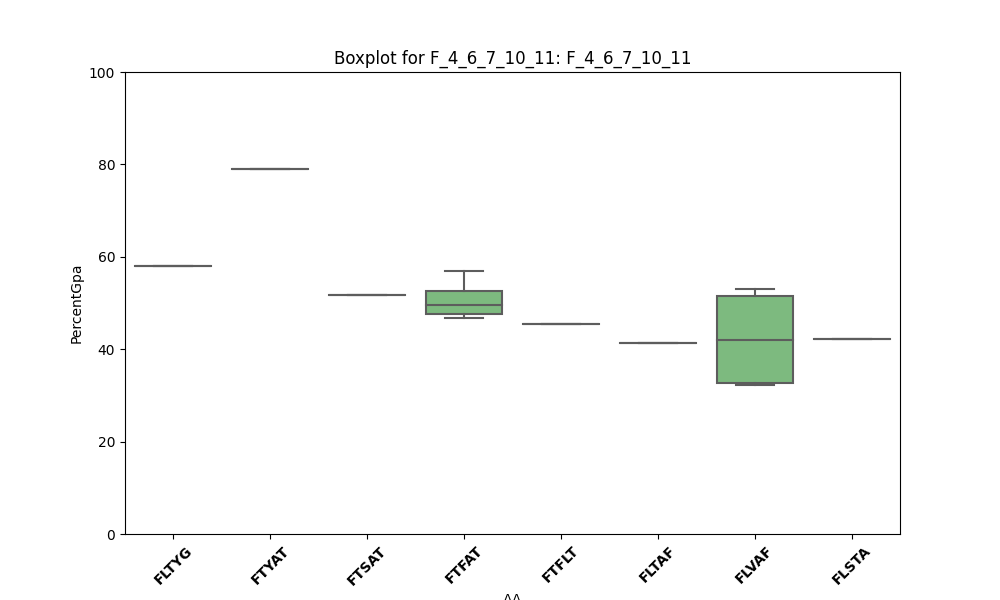 Boxplot for F_4_6_7_10_11: F_4_6_7_10_11
PercentGpa
100
80
60
40
20
0
FLTYG
FTYAT
FTSAT
FTFAT
FTFLT
FLTAF
FLVAF
FLSTA